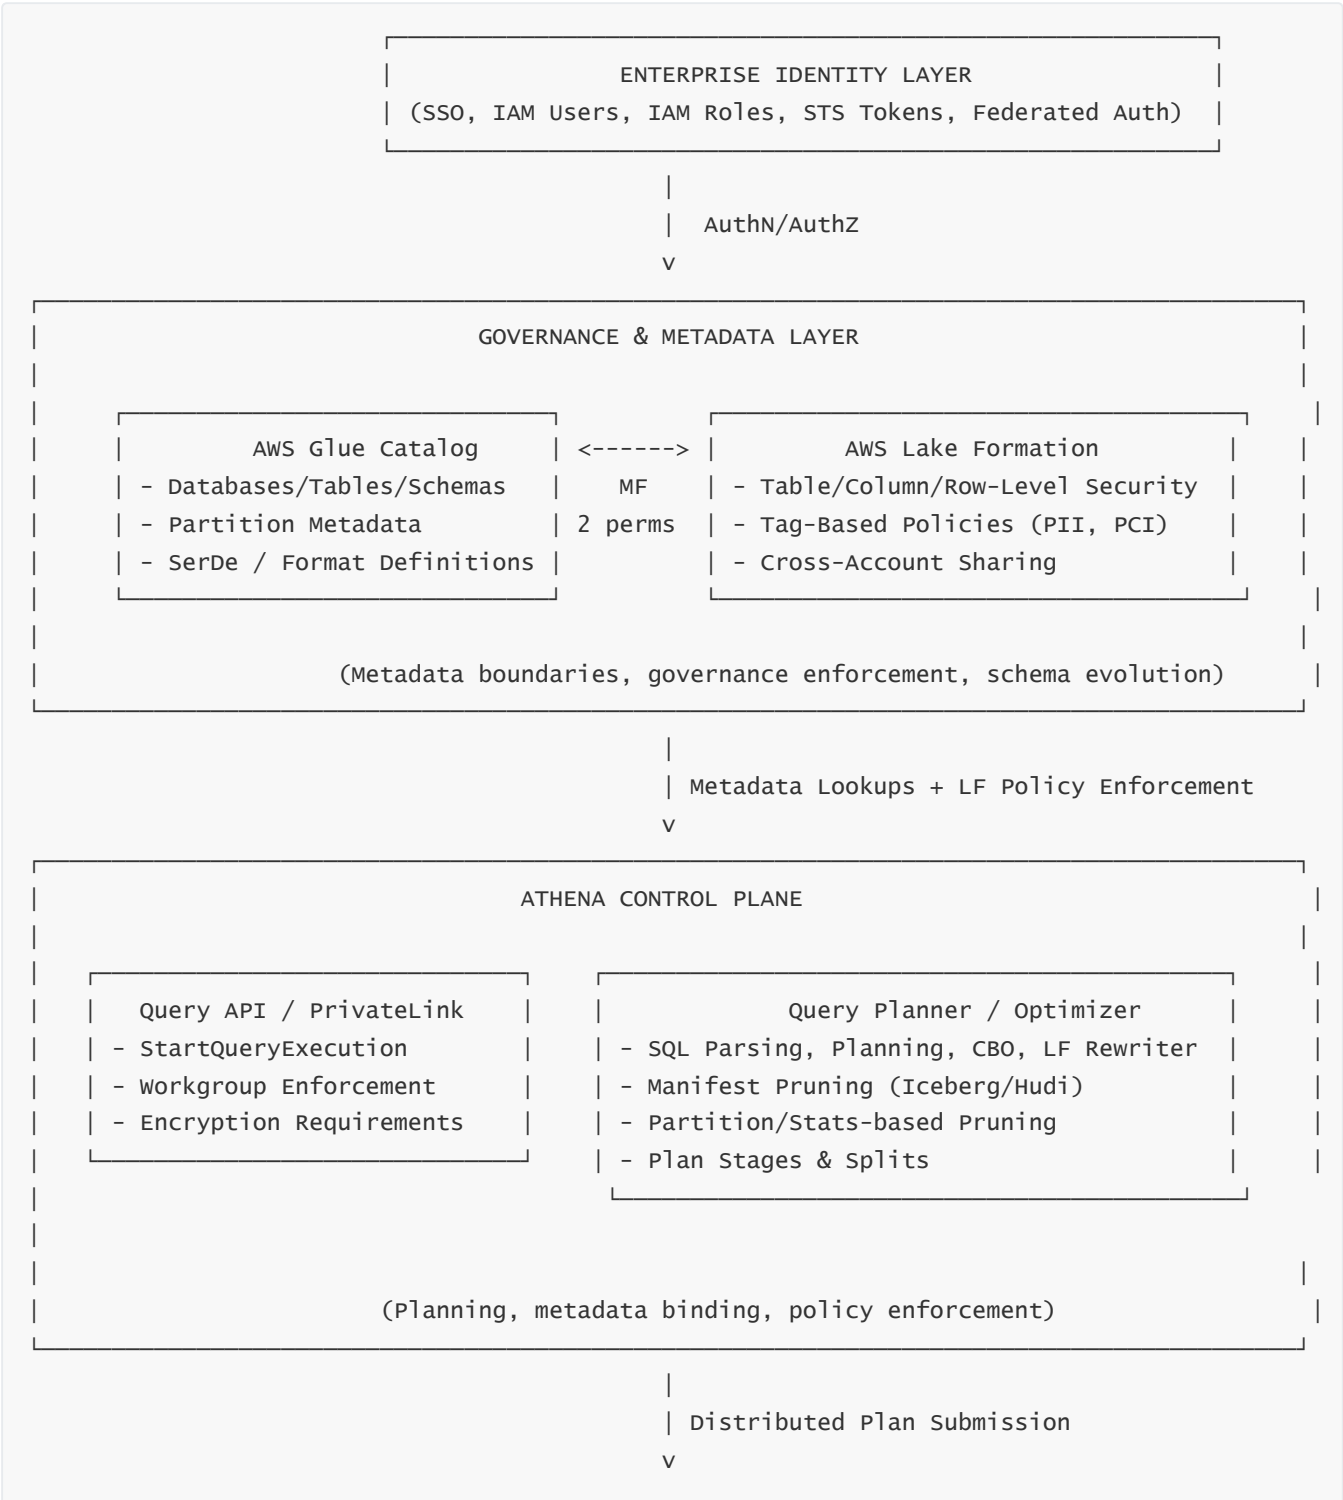 ENTERPRISE IDENTITY LAYER
(SSO, IAM Users, IAM Roles, STS Tokens, Federated Auth)
AuthN/AuthZ
v
GOVERNANCE & METADATA LAYER
AWS Glue Catalog <------> AWS Lake Formation
- Databases/Tables/Schemas MF - Table/Column/Row-Level Security
- Partition Metadata 2 perms - Tag-Based Policies (PII, PCI)
- SerDe / Format Definitions - Cross-Account Sharing
(Metadata boundaries, governance enforcement, schema evolution)
Metadata Lookups + LF Policy Enforcement
v
ATHENA CONTROL PLANE
Query API / PrivateLink Query Planner / Optimizer
- StartQueryExecution - SQL Parsing, Planning, CBO, LF Rewriter
- Workgroup Enforcement - Manifest Pruning (Iceberg/Hudi)
- Encryption Requirements - Partition/Stats-based Pruning
- Plan Stages & Splits
(Planning, metadata binding, policy enforcement)
Distributed Plan Submission
v